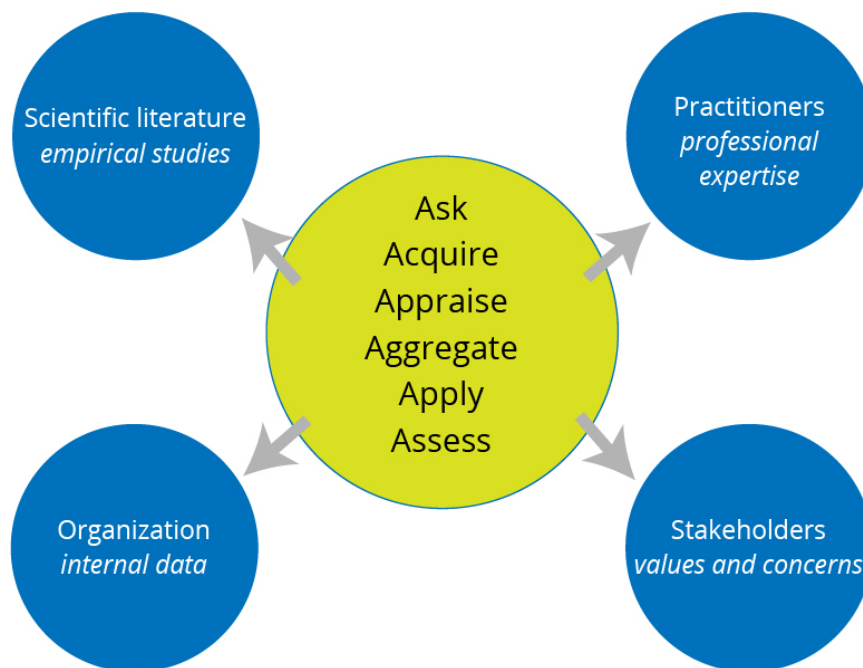 Scientific literature
empirical studies
Practitioners
professional
expertise
Ask
Acquire
Appraise
Aggregate
Apply
Assess
Organization
internal data
Stakeholders
values and concerns